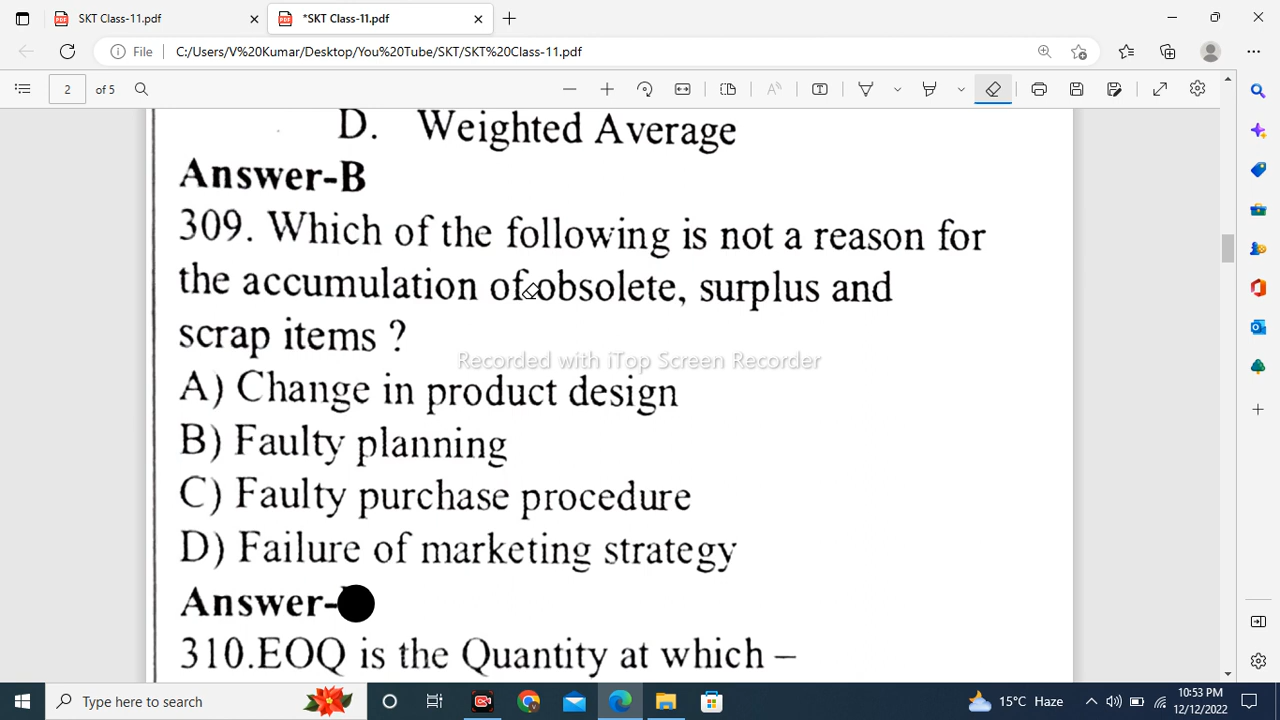 SKT Class-11.pdf
*SKT Class-11.pdf
File C:/Users/V%20Kumar/Desktop/You%20Tube/SKT/SKT%20Class-11.pdf
2 of 5
D. Weighted Average
Answer-B
309. Which of the following is not a reason for
the accumulation of obsolete, surplus and
scrap items ?
Recorded with iTop Screen Recorder
A) Change in product design
B) Faulty planning
C) Faulty purchase procedure
D) Failure of marketing strategy
Answer-
310.EOQ is the Quantity at which –
Type here to search
15°C Haze
10:53 PM
12/12/2022